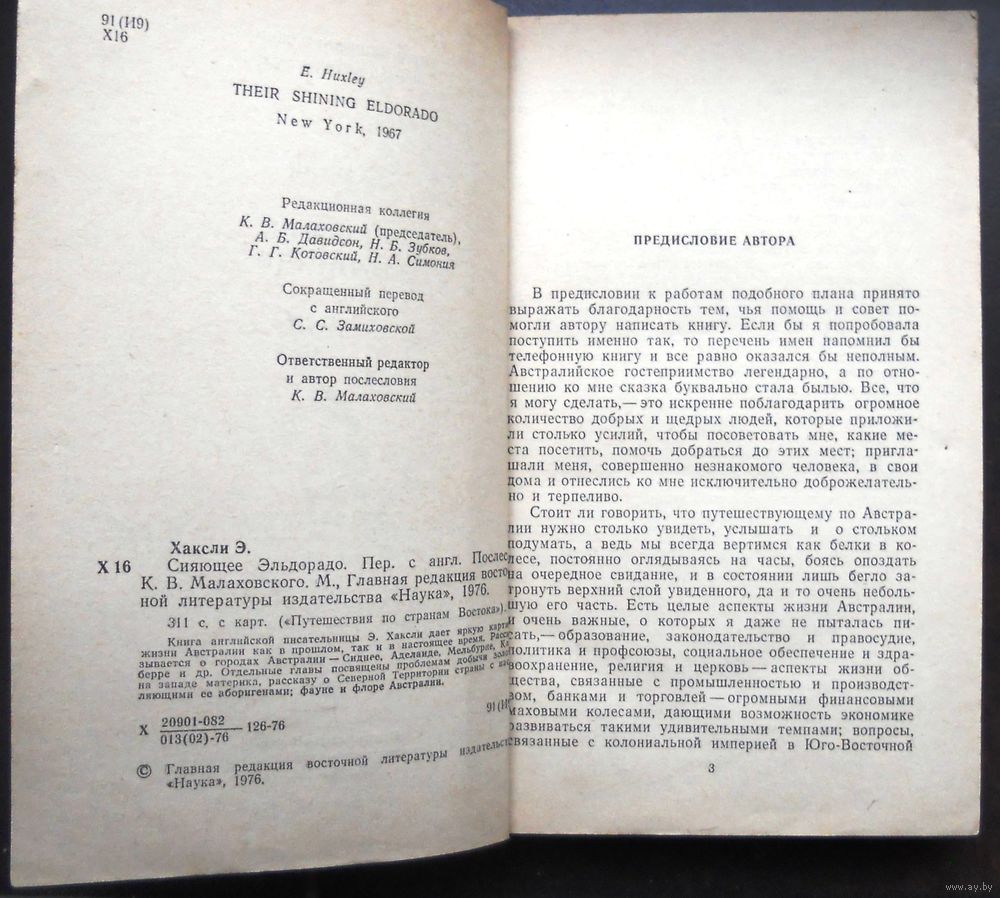 91(И9)
Х16
E. Huxley
THEIR SHINING ELDORADO
New York, 1967
Редакционная коллегия
К. В. Малаховский (председатель),
А. Б. Давидсон, Н. Б. Зубков,
Г. Г. Котовский, Н. А. Симония
Сокращенный перевод
с английского
С. С. Замиховской
Ответственный редактор
и автор послесловия
К. В. Малаховский
Хаксли Э.
Х 16 Сияющее Эльдорадо. Пер. с англ. Послес
К. В. Малаховского. М., Главная редакция восто
ной литературы издательства «Наука», 1976.
311 с. с карт. («Путешествия по странам Востока»).
Книга английской писательницы Э. Хаксли дает яркую карти
жизни Австралии как в прошлом, так и в настоящее время. Расс
зывается о городах Австралии — Сиднее, Аделаиде, Мельбурне, Ка
берре и др. Отдельные главы посвящены проблемам добычи золо
на западе материка, рассказу о Северной Территории страны с
ляющими ее аборигенами; фауне и флоре Австралии.
Х 20901-082 126-76
013(02)-76
91(И
© Главная редакция восточной литературы издательст
«Наука», 1976.
ПРЕДИСЛОВИЕ АВТОРА
В предисловии к работам подобного плана принято
выражать благодарность тем, чья помощь и совет по-
могли автору написать книгу. Если бы я попробовала
поступить именно так, то перечень имен напомнил бы
телефонную книгу и все равно оказался бы неполным.
Австралийское гостеприимство легендарно, а по отно-
шению ко мне сказка буквально стала былью. Все, что
я могу сделать,— это искренне поблагодарить огромное
количество добрых и щедрых людей, которые приложи-
ли столько усилий, чтобы посоветовать мне, какие ме-
ста посетить, помочь добраться до этих мест; пригла-
шали меня, совершенно незнакомого человека, в свои
дома и отнеслись ко мне исключительно доброжелатель-
но и терпеливо.
Стоит ли говорить, что путешествующему по Австра-
лии нужно столько увидеть, услышать и о стольком
подумать, а ведь мы всегда вертимся как белки в ко-
лесе, постоянно оглядываясь на часы, боясь опоздать
на очередное свидание, и в состоянии лишь бегло за-
тронуть верхний слой увиденного, да и то очень неболь-
шую его часть. Есть целые аспекты жизни Австралии,
и очень важные, о которых я даже не пыталась пи-
сать,— образование, законодательство и правосудие,
политика и профсоюзы, социальное обеспечение и здра-
воохранение, религия и церковь — аспекты жизни об-
щества, связанные с промышленностью и производст-
вом, банками и торговлей — огромными финансовыми
маховыми колесами, дающими возможность экономике
развиваться такими удивительными темпами; вопросы,
связанные с колониальной империей в Юго-Восточной
3
www.ay.by